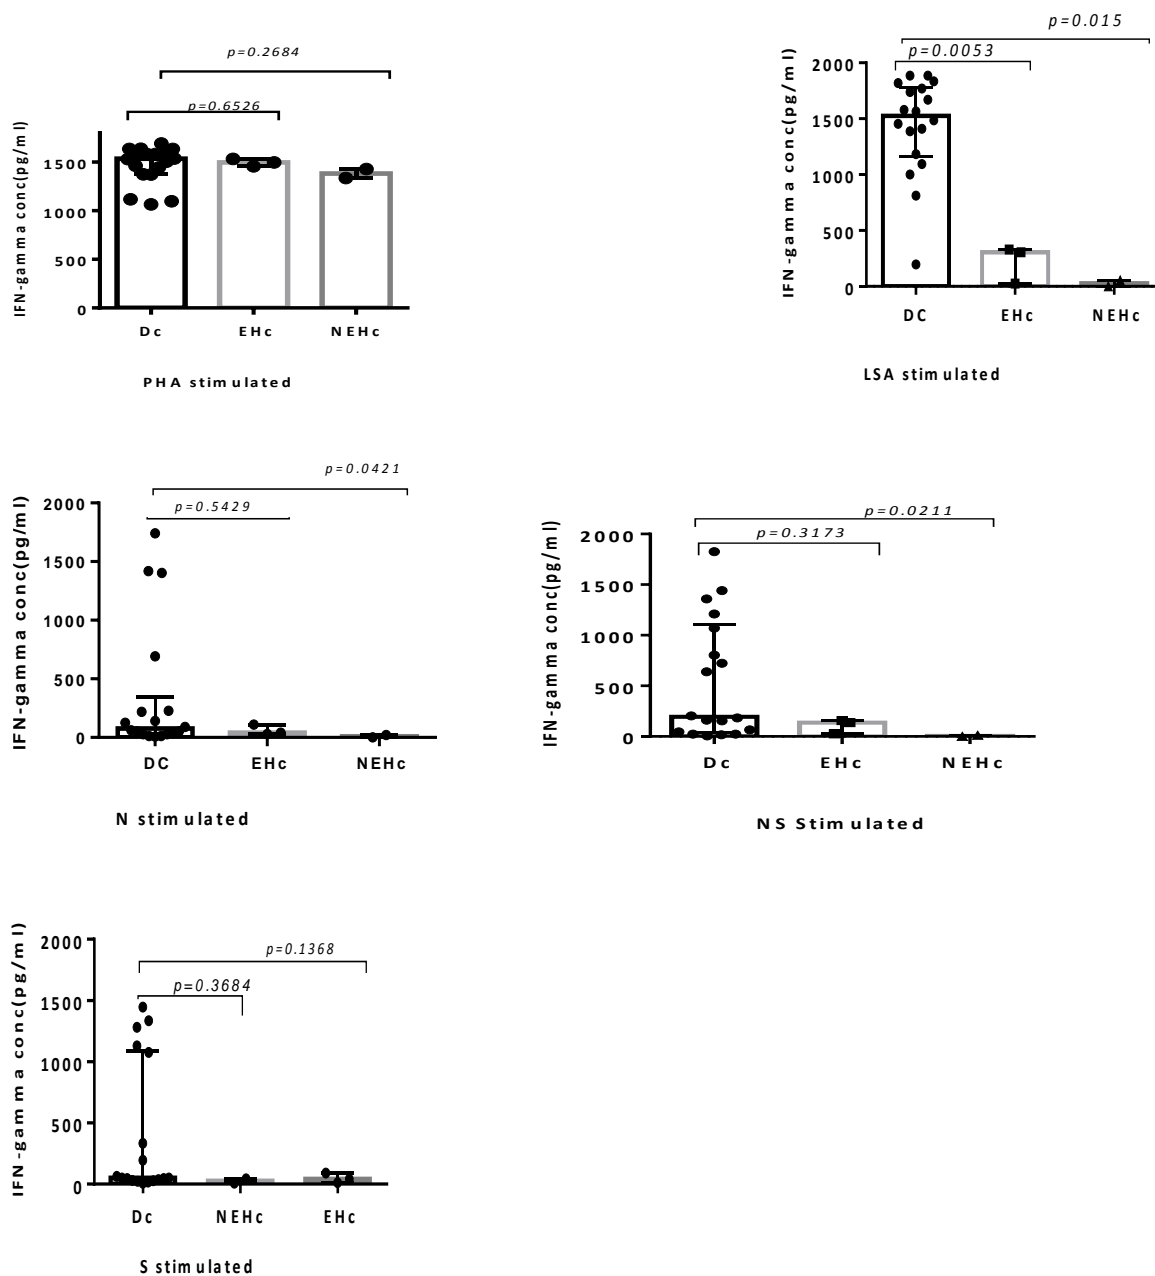 p=0.2684
p=0.6526
IFN-gamma conc(pg/ml)
1500
1000
500
0
Dc EHc NEHc
PHA stimulated
p=0.015
p=0.0053
IFN-gamma conc(pg/ml)
2000
1500
1000
500
0
DC EHc NEHc
LSA stimulated
p=0.0421
p=0.5429
IFN-gamma conc(pg/ml)
2000
1500
1000
500
0
DC EHc NEHc
N stimulated
p=0.0211
p=0.3173
IFN-gamma conc(pg/ml)
2000
1500
1000
500
0
Dc EHc NEHc
NS Stimulated
p=0.1368
p=0.3684
IFN-gamma conc(pg/ml)
2000
1500
1000
500
0
Dc NEHc EHc
S stimulated